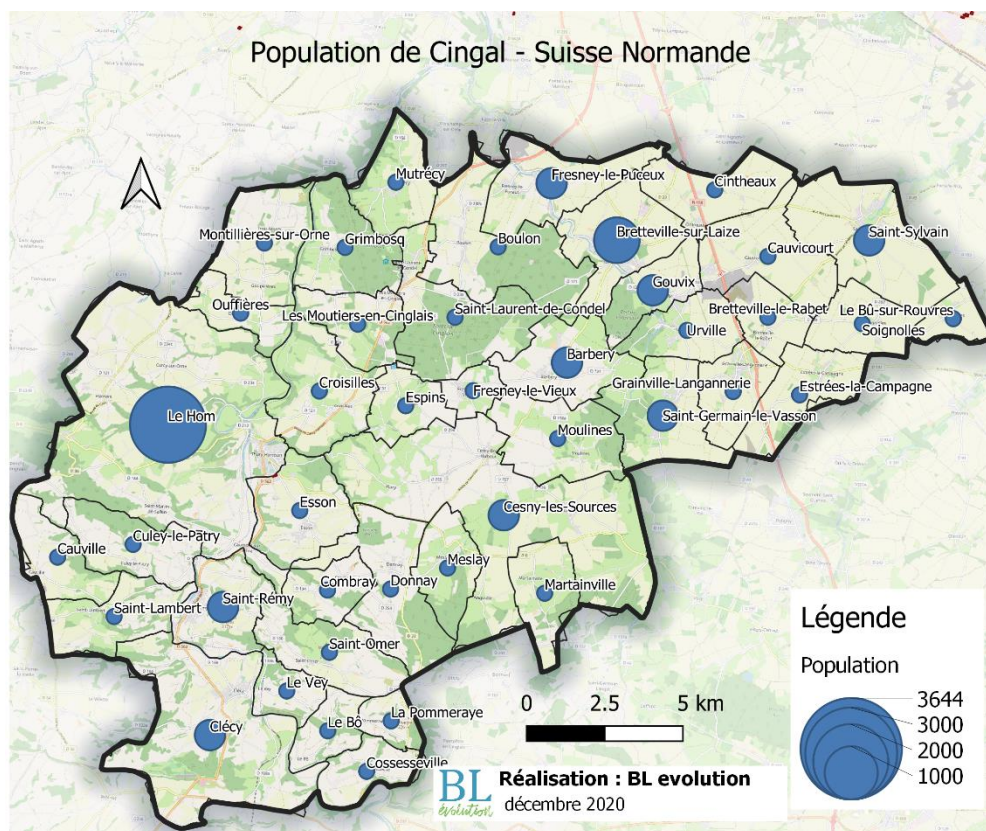 Population de Cingal - Suisse Normande
Mutrécy
Fresney-le-Puceux
Cintheaux
Montillières-sur-Orne
Grimbosq
Boulon
Bretteville-sur-Laize
Saint-Sylvain
Cauvicourt
Gouvix
Ouffières
Les Moutiers-en-Cinglais
Saint-Laurent-de-Condel
Bretteville-le-Rabet
Le Bû-sur-Rouvres
Urville
Soignolles
Barbery
Croisilles
Fresney-le-Vieux
Grainville-Langannerie
Estrées-la-Campagne
Espins
Le Hom
Saint-Germain-le-Vasson
Moulines
Esson
Cesny-les-Sources
Culey-le-Patry
Cauville
Meslay
Combray
Donnay
Martainville
Saint-Rémy
Saint-Lambert
Saint-Omer
Le Vey
La Pommeraye
Clécy
Le Bô
Cossesseville
0 2.5 5 km
BL
évolution
Réalisation : BL evolution
décembre 2020
Légende
Population
3644
3000
2000
1000